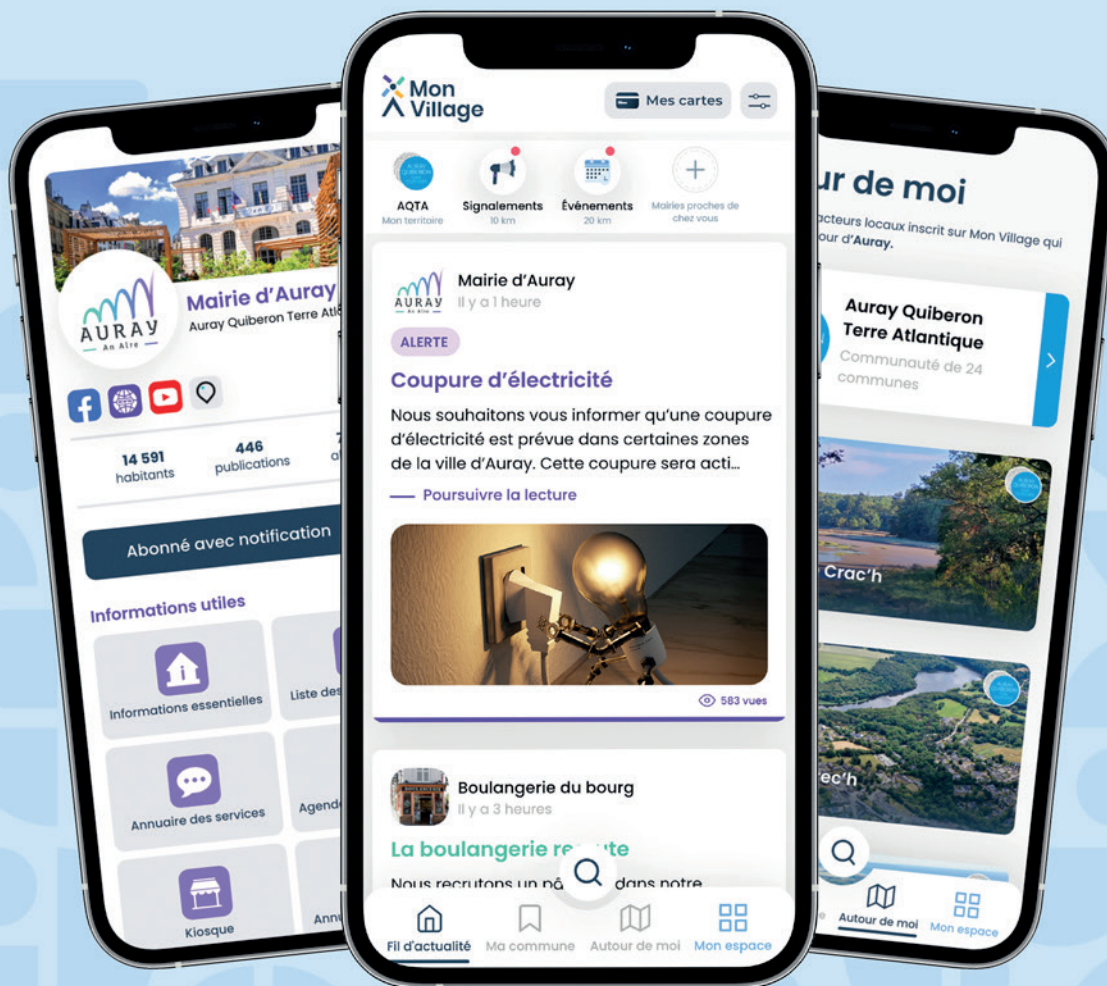 AURAY
An Alre
Mairie d'Auray
Auray Quiberon Terre
14 591
habitants
446
publications
Abonné avec notification
Informations utiles
Informations essentielles
Liste des
Annuaire des services
Kiosque
Mon
Village
Mes cartes
AQTA
Mon territoire
Signalements
10 km
Événements
20 km
Mairies proches de
chez vous
AURAY
An Alre
Mairie d'Auray
Il y a 1 heure
ALERTE
Coupure d'électricité
Nous souhaitons vous informer qu'une coupure
d'électricité est prévue dans certaines zones
de la ville d'Auray. Cette coupure sera acti...
Poursuivre la lecture
583 vues
BOULANGERIE
Boulangerie du bourg
Il y a 3 heures
La boulangerie
Nous recrutons un dans notre
Fil d'actualité
Ma commune
Autour de moi
Mon espace
de moi
acteurs locaux inscrit sur Mon Village qui
d'Auray.
Auray Quiberon
Terre Atlantique
Communauté de 24
communes
Crac'h
Autour de moi
Mon espace